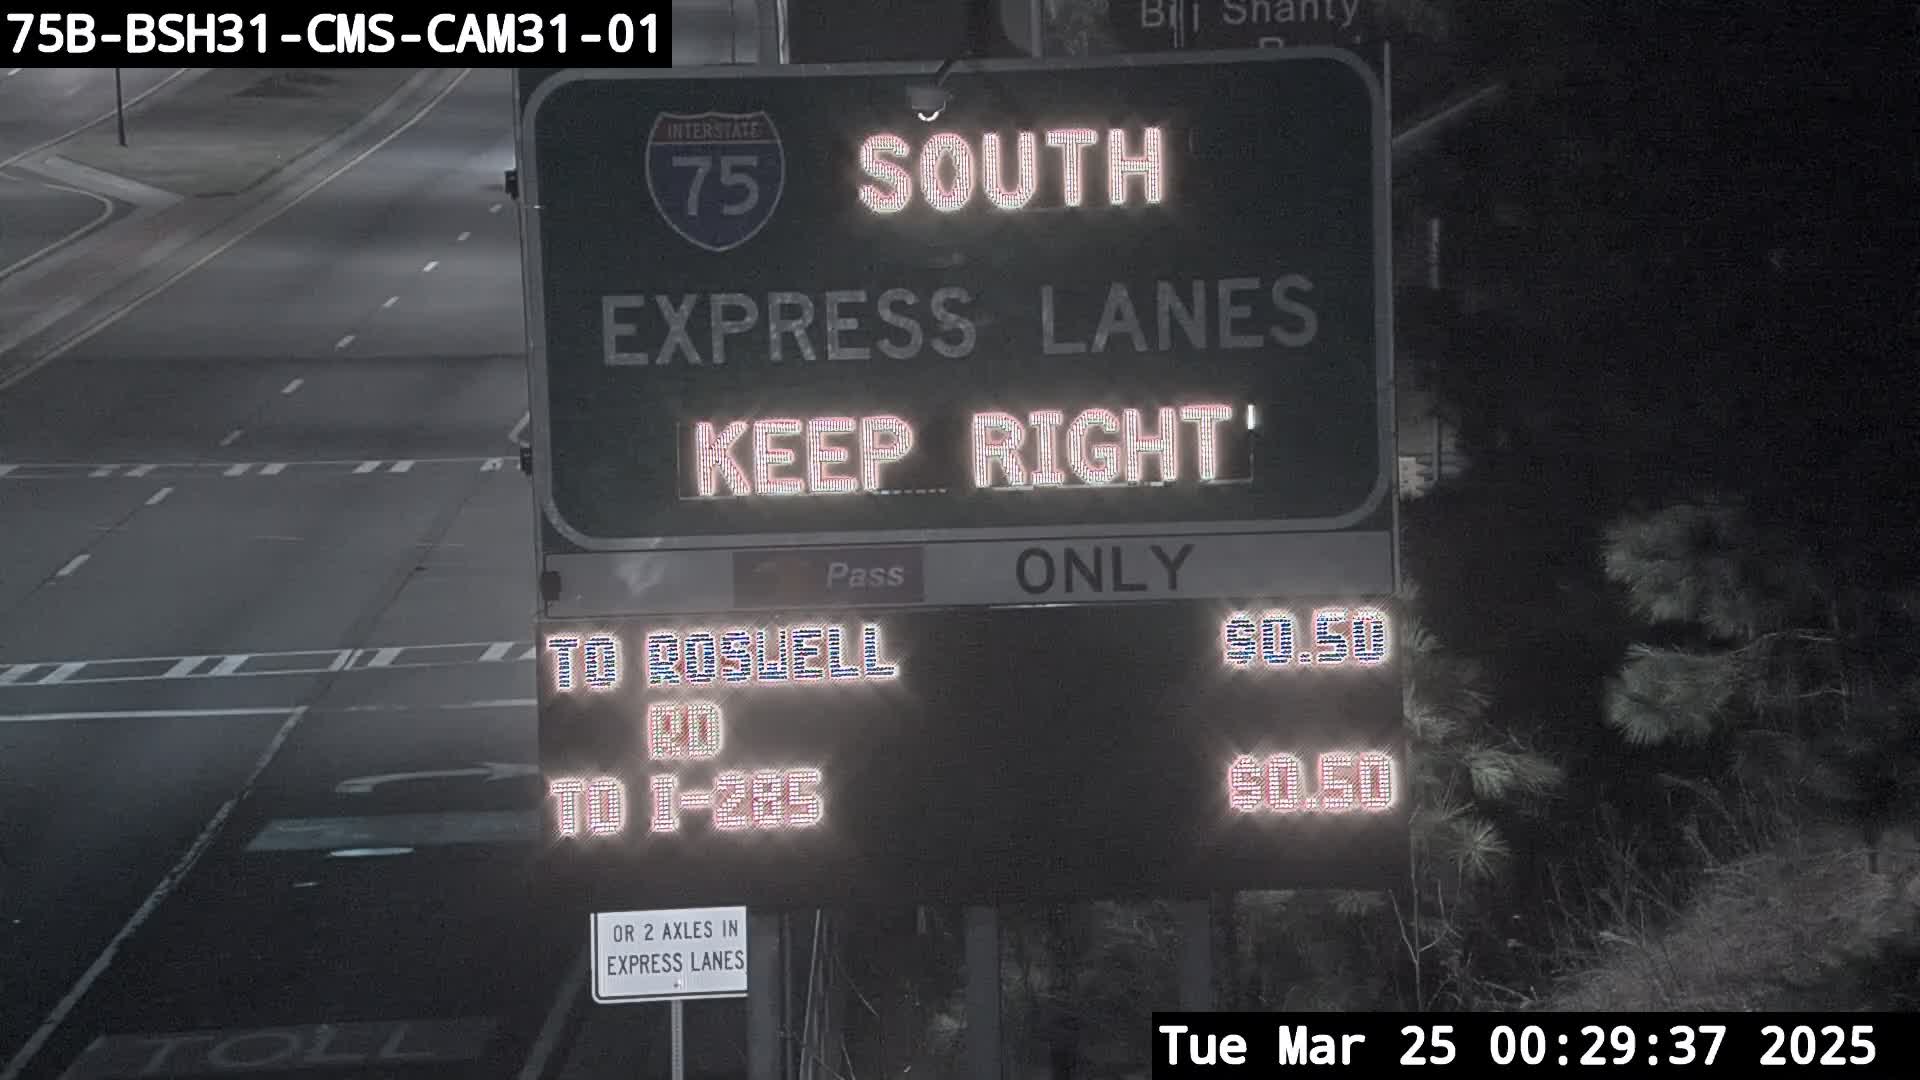 75B-BSH31-CMS-CAM31-01
Shanty
INTERSTATE
75
SOUTH
EXPRESS LANES
KEEP RIGHT
Pass ONLY
TO ROSWELL $0.50
RD
TO I-285 $0.50
OR 2 AXLES IN
EXPRESS LANES
TOLL
Tue Mar 25 00:29:37 2025